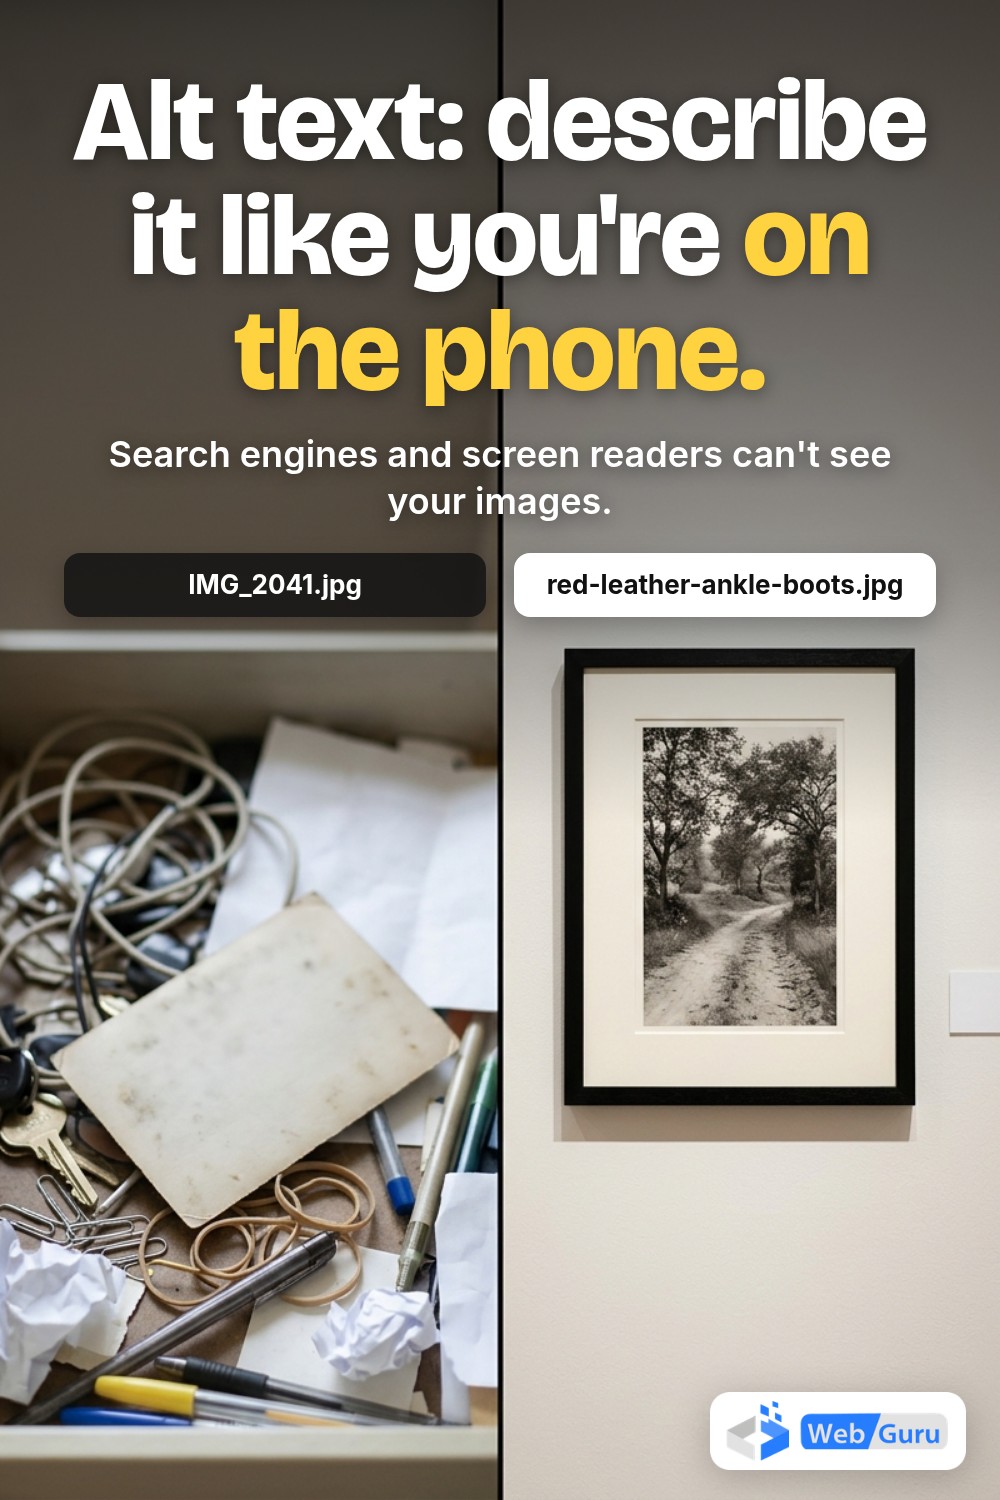 Alt text: describe
it like you're on
the phone.
Search engines and screen readers can't see
your images.
IMG_2041.jpg
red-leather-ankle-boots.jpg
Web Guru